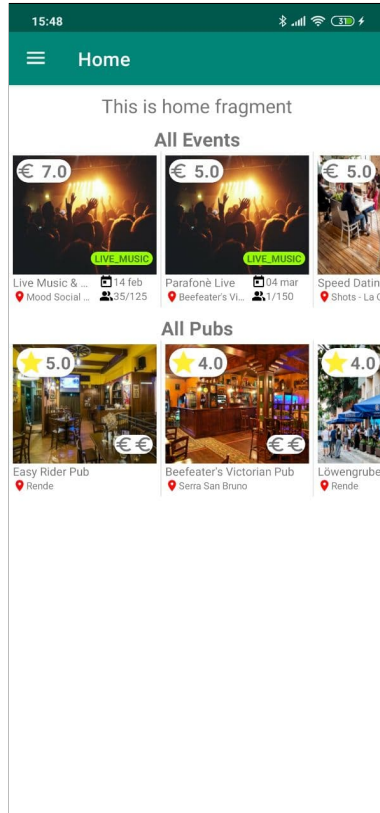 15:48
31
Home
This is home fragment
All Events
€ 7.0
€ 5.0
€ 5.0
LIVE_MUSIC
LIVE_MUSIC
Live Music & ...
14 feb
Parafonè Live
04 mar
Speed Datin
Mood Social ...
35/125
Beefeater's Vi...
1/150
Shots - La C
All Pubs
5.0
4.0
4.0
€€
€€
Easy Rider Pub
Beefeater's Victorian Pub
Löwengrube
Rende
Serra San Bruno
Rende